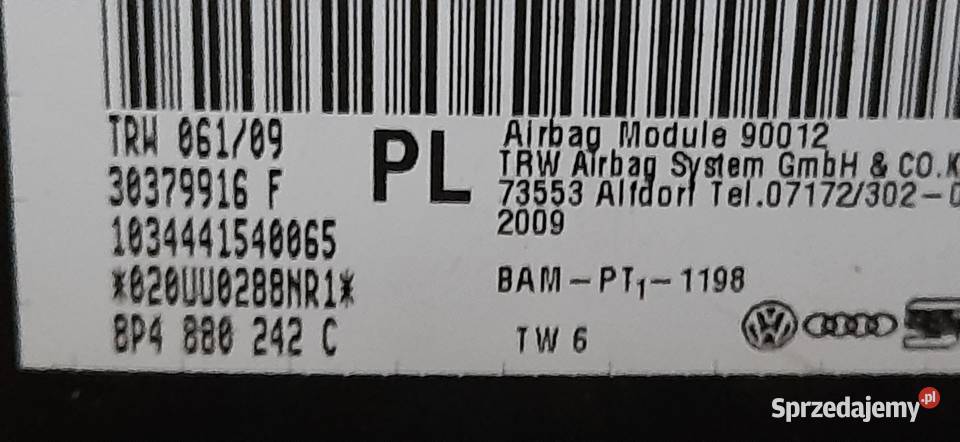 TRW 061/09
30379916 F
1034441540065
*020UU0288NR1*
8P4 880 242 C
PL
Airbag Module 90012
TRW Airbag System GmbH & CO.K
73553 Alfdorf Tel.07172/302-0
2009
BAM-PT1-1198
TW 6
Sprzedajemy.pl